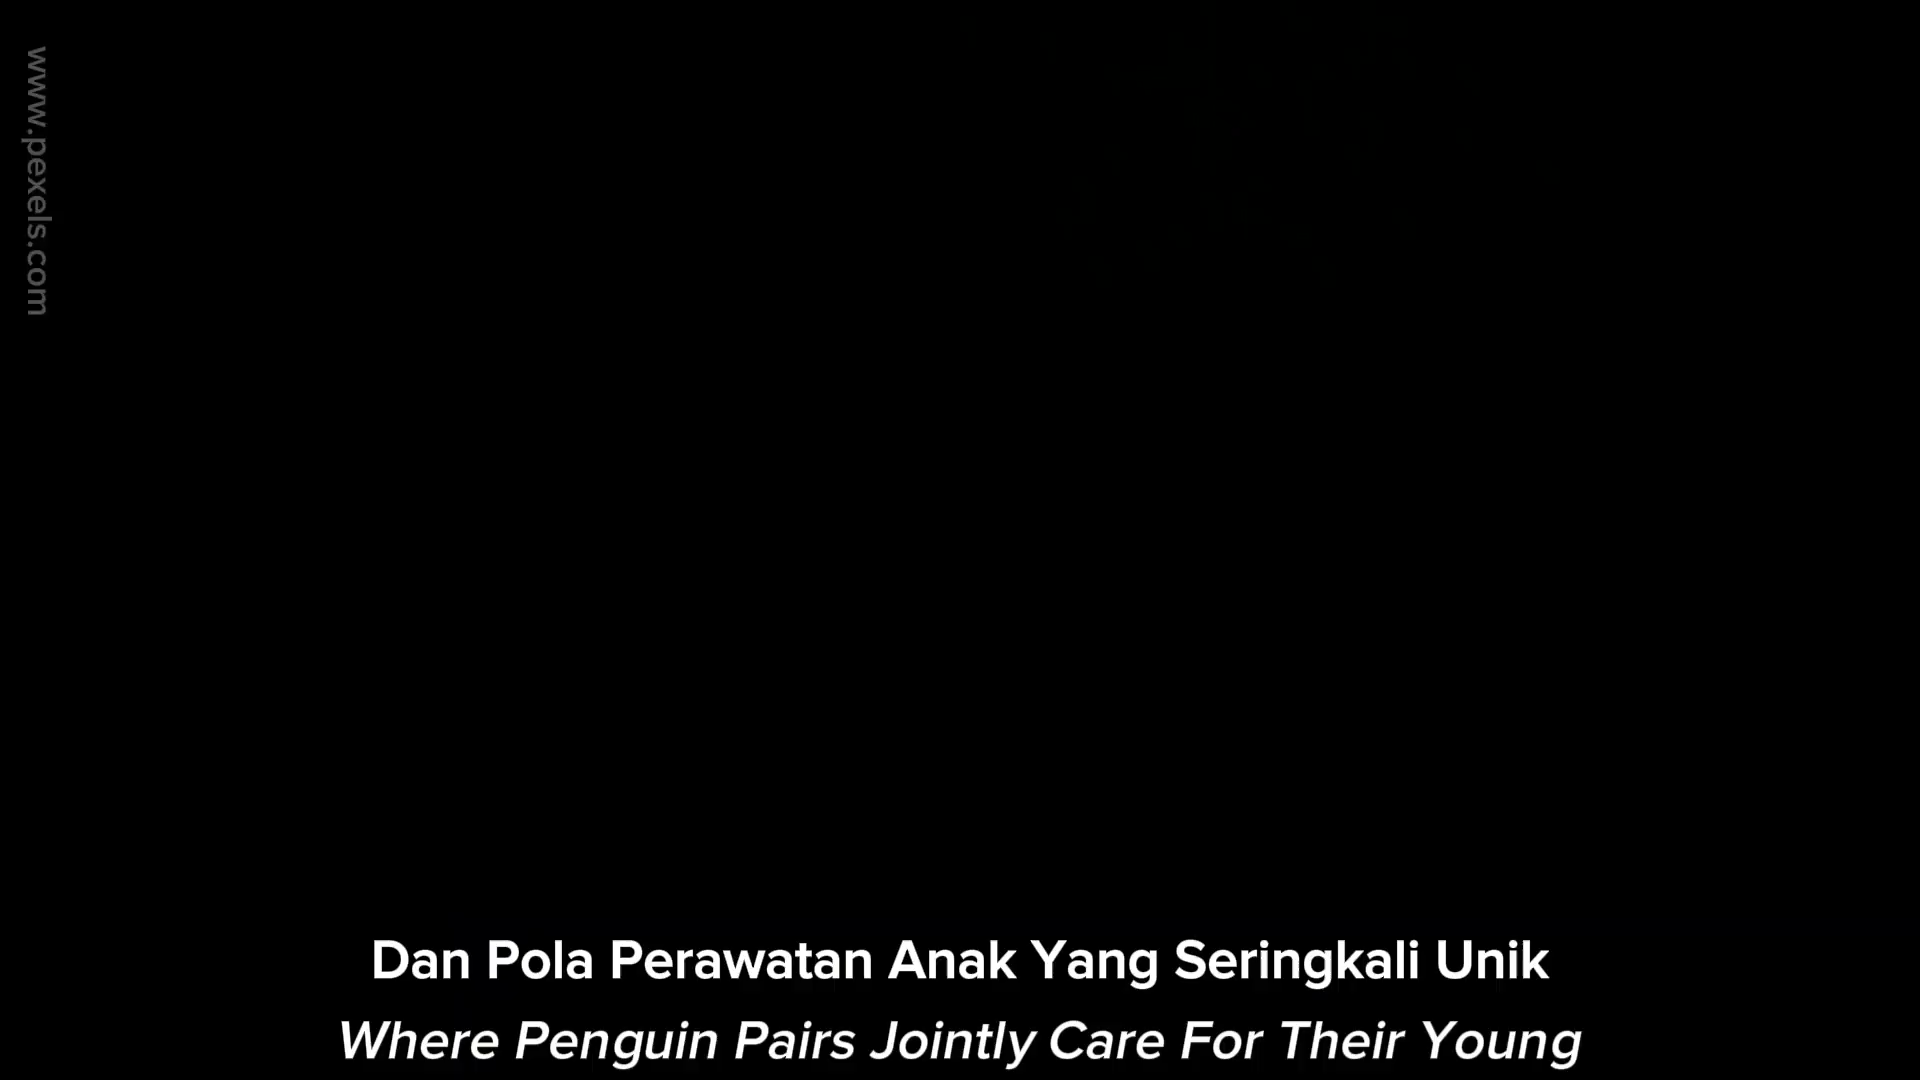 www.pexels.com
Dan Pola Perawatan Anak Yang Seringkali Unik
Where Penguin Pairs Jointly Care For Their Young